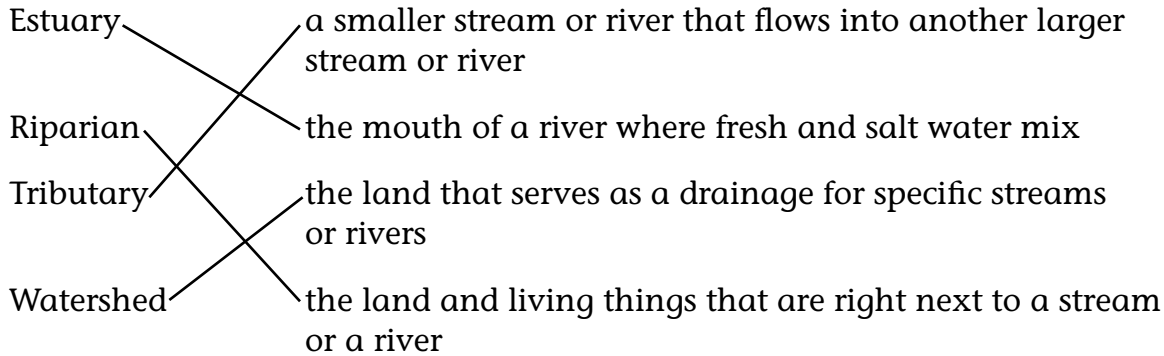 Estuary
a smaller stream or river that flows into another larger
stream or river
Riparian
the mouth of a river where fresh and salt water mix
Tributary
the land that serves as a drainage for specific streams
or rivers
Watershed
the land and living things that are right next to a stream
or a river